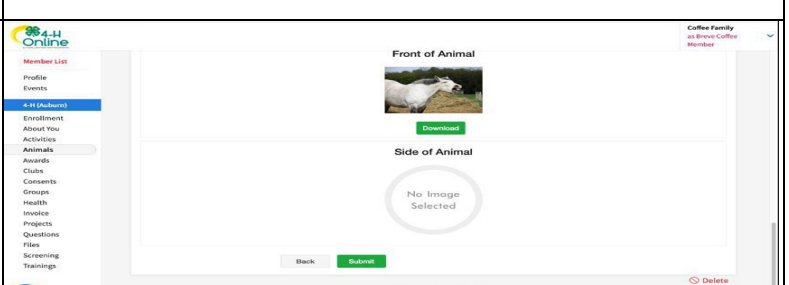 4-H
Online
Coffee Family
as Breve Coffee
Member
Member List
Profile
Events
4-H (Auburn)
Enrollment
About You
Activities
Animals
Awards
Clubs
Consents
Groups
Health
Invoice
Projects
Questions
Files
Screening
Trainings
Front of Animal
Download
Side of Animal
No Image
Selected
Back Submit
Delete